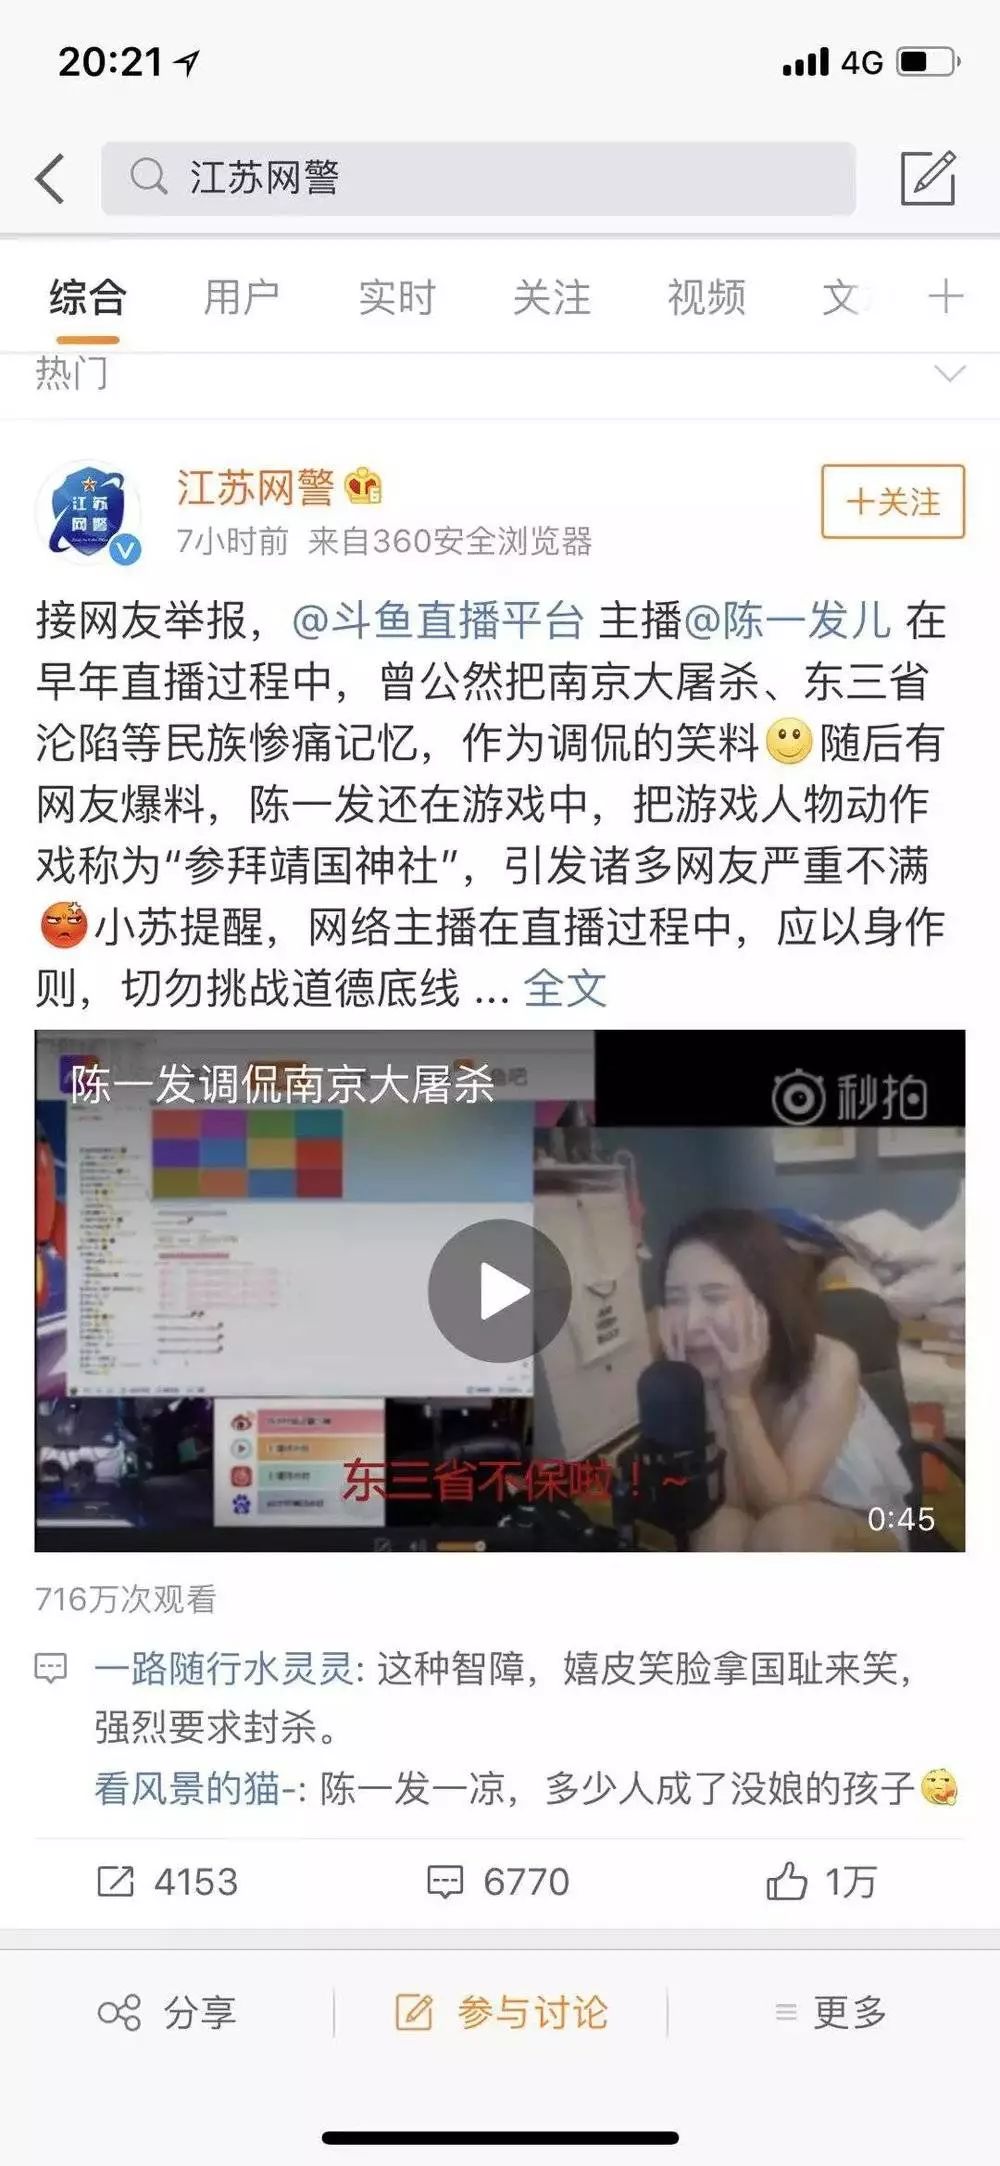 20:21
4G
江苏网警
综合 用户 实时 关注 视频 文
热门
江苏网警
江苏网警
+关注
7小时前 来自360安全浏览器
接网友举报，@斗鱼直播平台 主播@陈一发儿 在
早年直播过程中，曾公然把南京大屠杀、东三省
沦陷等民族惨痛记忆，作为调侃的笑料随后有
网友爆料，陈一发还在游戏中，把游戏人物动作
戏称为“参拜靖国神社”，引发诸多网友严重不满
小苏提醒，网络主播在直播过程中，应以身作
则，切勿挑战道德底线 ... 全文
陈一发调侃南京大屠杀
秒拍
东三省不保啦！~
0:45
716万次观看
一路随行水灵灵: 这种智障，嬉皮笑脸拿国耻来笑，
强烈要求封杀。
看风景的猫-: 陈一发一凉，多少人成了没娘的孩子
4153 6770 1万
分享 参与讨论 更多